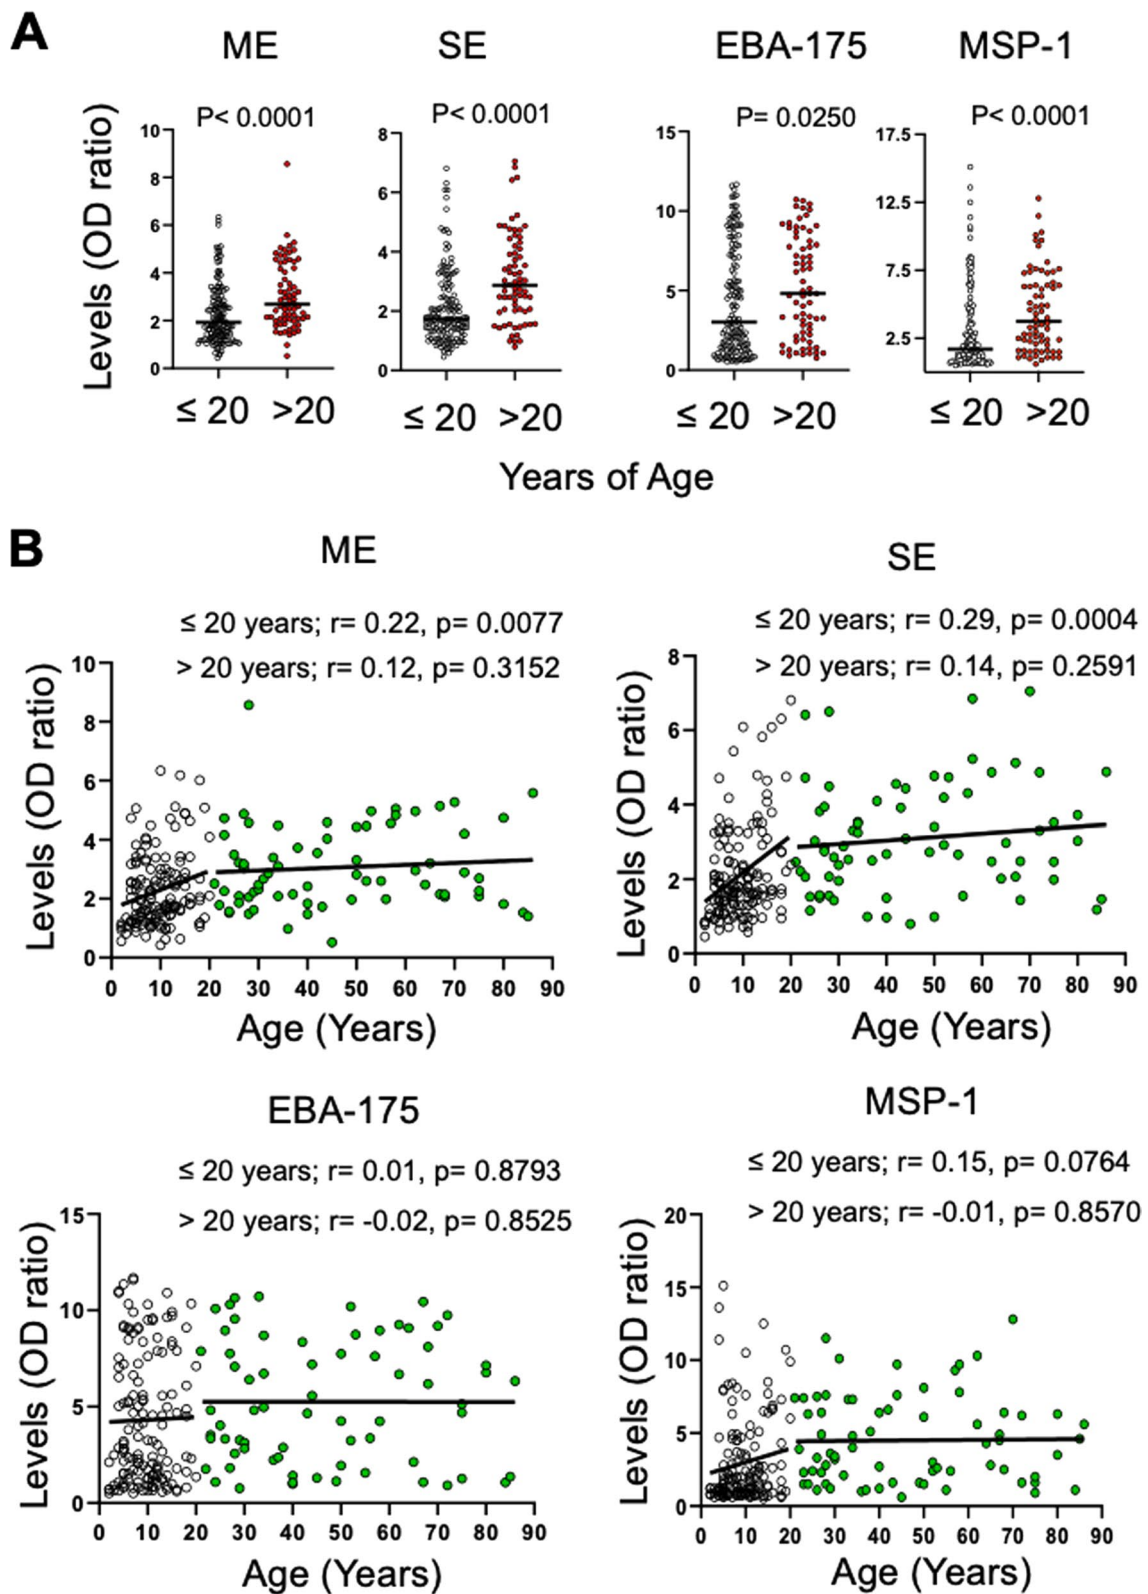 A
ME SE EBA-175 MSP-1
P< 0.0001 P< 0.0001 P= 0.0250 P< 0.0001
Levels (OD ratio)
10
8
6
4
2
0
8
6
4
2
0
15
10
5
0
17.5
12.5
7.5
2.5
≤ 20 >20 ≤ 20 >20 ≤ 20 >20 ≤ 20 >20
Years of Age
B
ME
≤ 20 years; r= 0.22, p= 0.0077
> 20 years; r= 0.12, p= 0.3152
Levels (OD ratio)
10
8
6
4
2
0
0 10 20 30 40 50 60 70 80 90
Age (Years)
SE
≤ 20 years; r= 0.29, p= 0.0004
> 20 years; r= 0.14, p= 0.2591
Levels (OD ratio)
8
6
4
2
0
0 10 20 30 40 50 60 70 80 90
Age (Years)
EBA-175
≤ 20 years; r= 0.01, p= 0.8793
> 20 years; r= -0.02, p= 0.8525
Levels (OD ratio)
15
10
5
0
0 10 20 30 40 50 60 70 80 90
Age (Years)
MSP-1
≤ 20 years; r= 0.15, p= 0.0764
> 20 years; r= -0.01, p= 0.8570
Levels (OD ratio)
20
15
10
5
0
0 10 20 30 40 50 60 70 80 90
Age (Years)